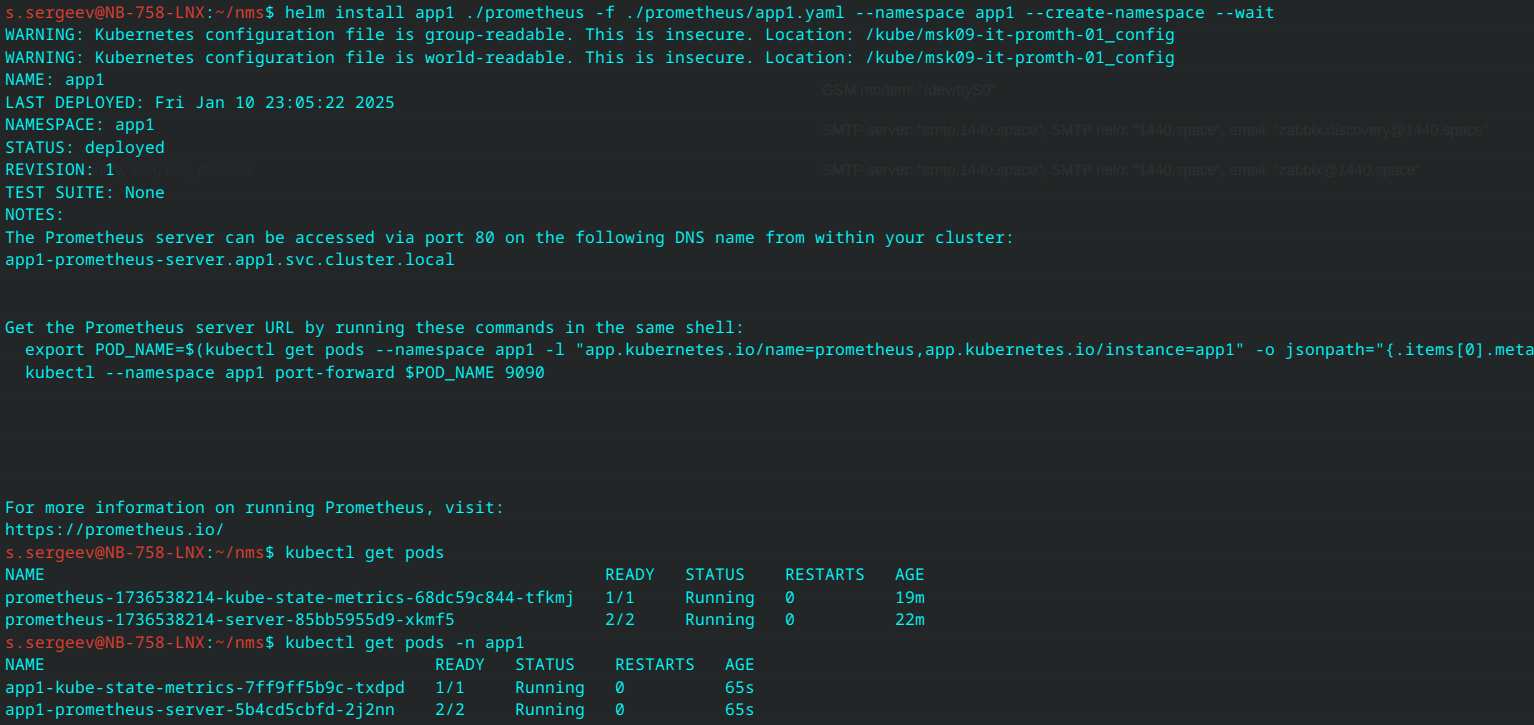 s.sergeev@NB-758-LNX:~/nms$ helm install app1 ./prometheus -f ./prometheus/app1.yaml --namespace app1 --create-namespace --wait
WARNING: Kubernetes configuration file is group-readable. This is insecure. Location: /kube/msk09-it-promth-01_config
WARNING: Kubernetes configuration file is world-readable. This is insecure. Location: /kube/msk09-it-promth-01_config
NAME: app1
GSM modem: "/dev/ttyS0"
LAST DEPLOYED: Fri Jan 10 23:05:22 2025
NAMESPACE: app1
SMTP server: "smtp.1440.space", SMTP helo: "1440.space", email: "zabbix.discovery@1440.space"
STATUS: deployed
REVISION: 1
SMTP server: "smtp.1440.space", SMTP helo: "1440.space", email: "zabbix@1440.space"
TEST SUITE: None
NOTES:
The Prometheus server can be accessed via port 80 on the following DNS name from within your cluster:
app1-prometheus-server.app1.svc.cluster.local
Get the Prometheus server URL by running these commands in the same shell:
export POD_NAME=$(kubectl get pods --namespace app1 -l "app.kubernetes.io/name=prometheus,app.kubernetes.io/instance=app1" -o jsonpath="{.items[0].meta
kubectl --namespace app1 port-forward $POD_NAME 9090
For more information on running Prometheus, visit:
https://prometheus.io/
s.sergeev@NB-758-LNX:~/nms$ kubectl get pods
NAME READY STATUS RESTARTS AGE
prometheus-1736538214-kube-state-metrics-68dc59c844-tfkmj 1/1 Running 0 19m
prometheus-1736538214-server-85bb5955d9-xkmf5 2/2 Running 0 22m
s.sergeev@NB-758-LNX:~/nms$ kubectl get pods -n app1
NAME READY STATUS RESTARTS AGE
app1-kube-state-metrics-7ff9ff5b9c-txdpd 1/1 Running 0 65s
app1-prometheus-server-5b4cd5cbfd-2j2nn 2/2 Running 0 65s